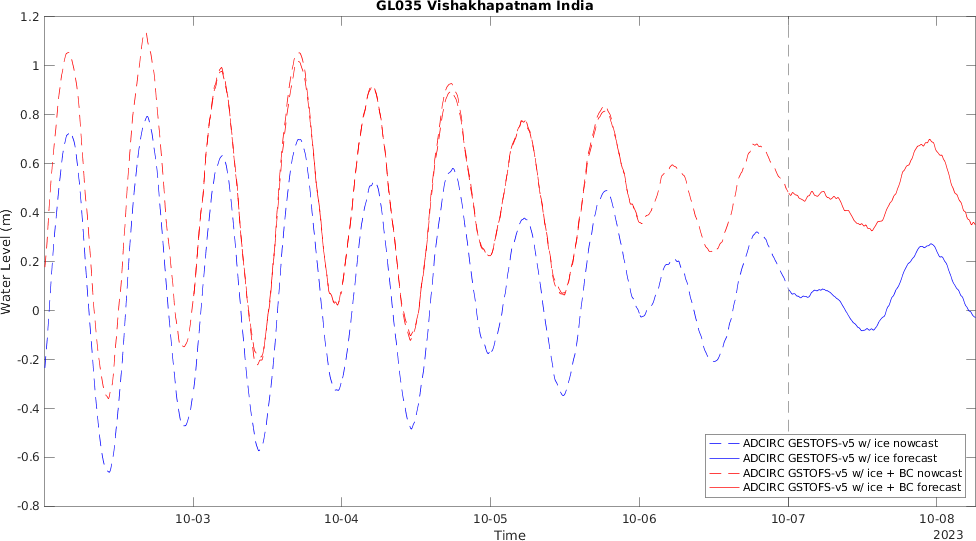 GL035 Vishakhapatnam India
1.2
1
0.8
0.6
0.4
0.2
0
-0.2
-0.4
-0.6
-0.8
Water Level (m)
10-03
10-04
10-05
10-06
10-07
10-08
2023
Time
ADCIRC GESTOFS-v5 w/ ice nowcast
ADCIRC GESTOFS-v5 w/ ice forecast
ADCIRC GSTOFS-v5 w/ ice + BC nowcast
ADCIRC GSTOFS-v5 w/ ice + BC forecast